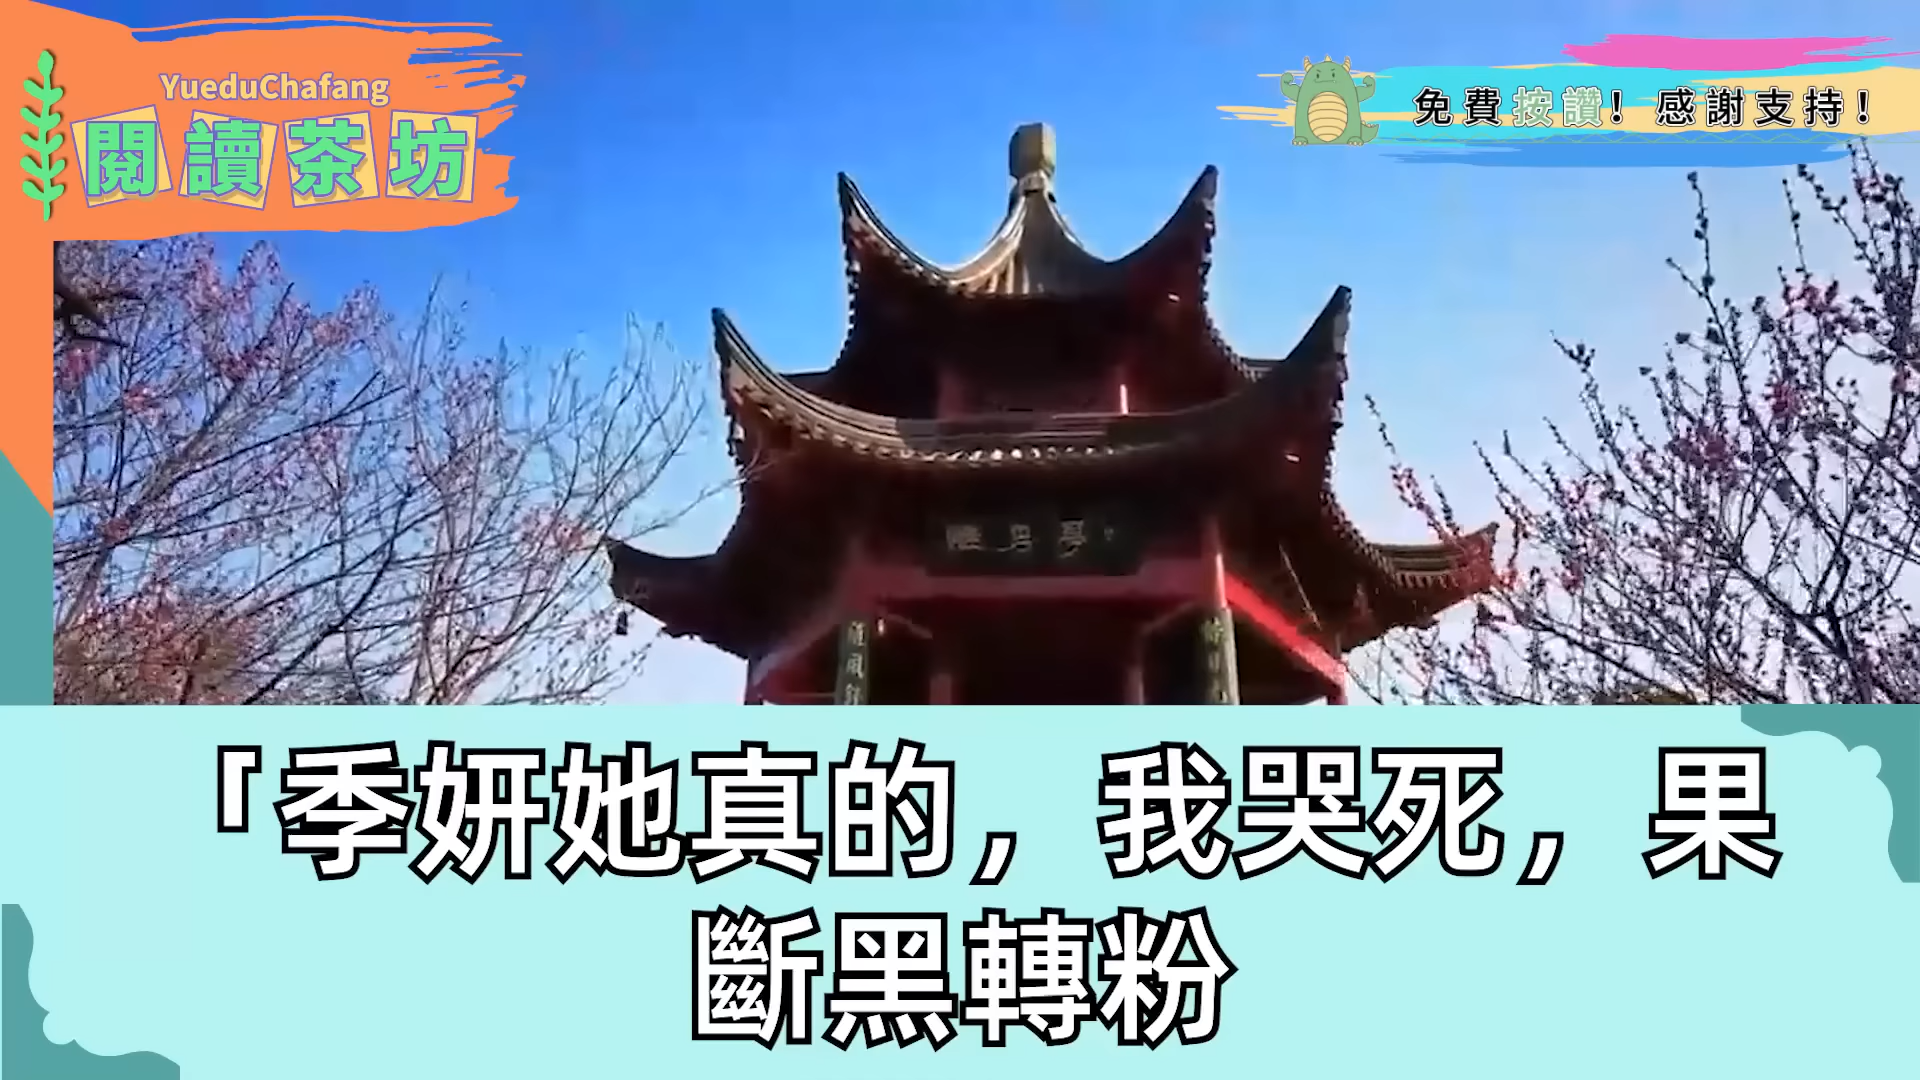 YueduChafang
閱讀茶坊
免費按讚！感謝支持！
「季妍她真的，我哭死，果
斷黑轉粉